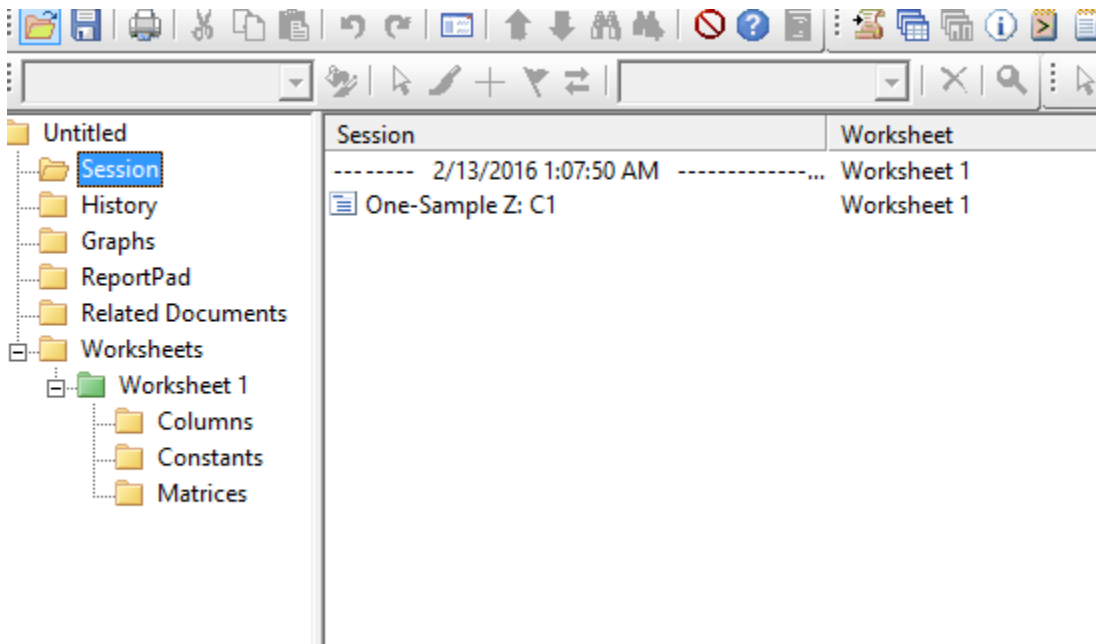 Untitled
Session
History
Graphs
ReportPad
Related Documents
Worksheets
Worksheet 1
Columns
Constants
Matrices
Session Worksheet
-------- 2/13/2016 1:07:50 AM -------------... Worksheet 1
One-Sample Z: C1 Worksheet 1